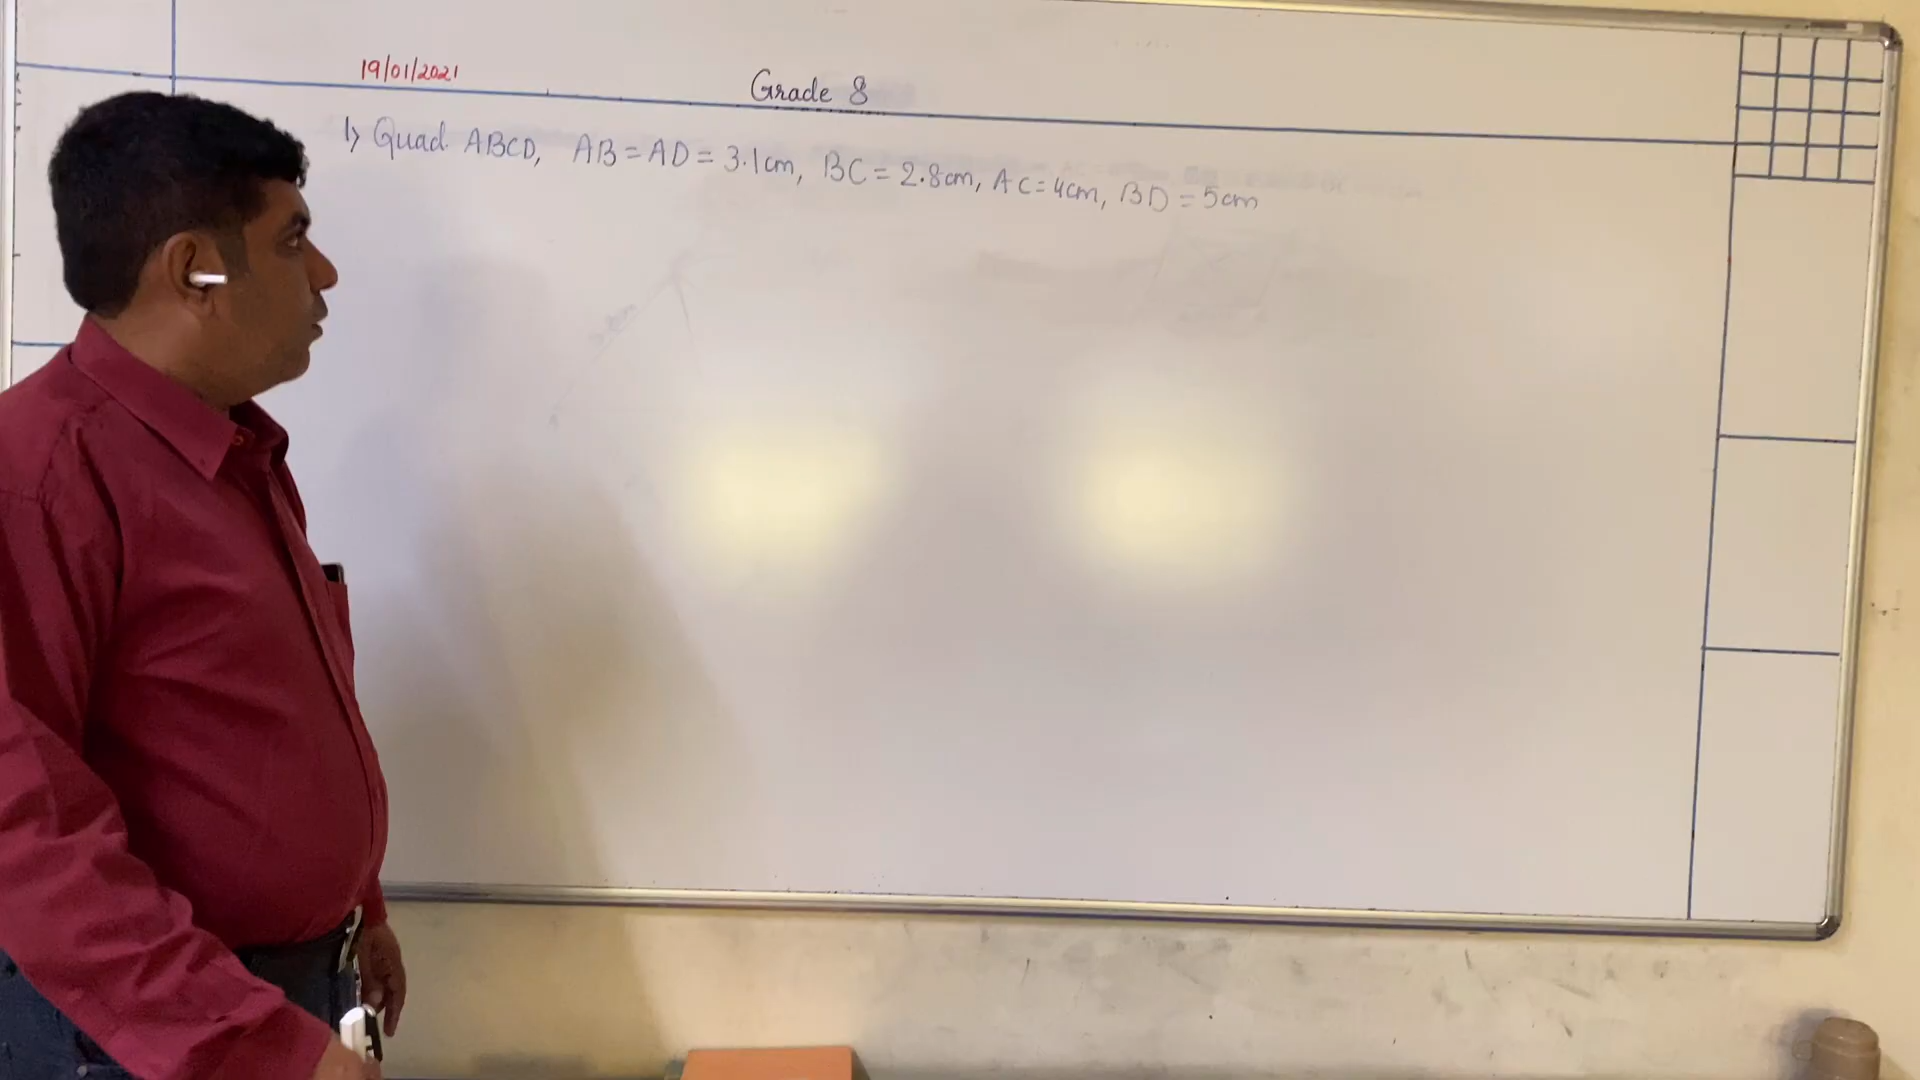 19/01/2021
Grade 8
1) Quad ABCD, AB = AD = 3.1cm, BC = 2.8cm, AC = 4cm, BD = 5cm